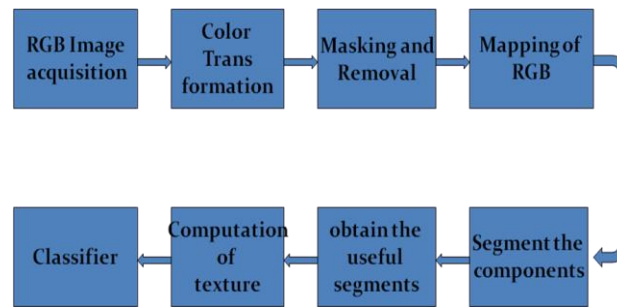 RGB Image
acquisition
Color
Trans
formation
Masking and
Removal
Mapping of
RGB
Segment the
components
obtain the
useful
segments
Computation
of
texture
Classifier